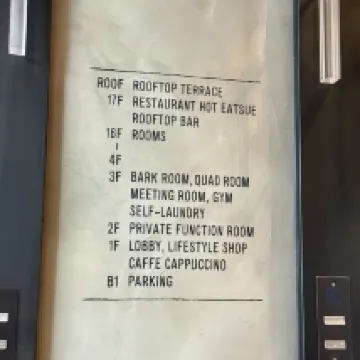 ROOF ROOFTOP TERRACE
17F RESTAURANT HOT EATSUE
ROOFTOP BAR
16F ROOMS
I
4F
3F BARK ROOM, QUAD ROOM
MEETING ROOM, GYM
SELF-LAUNDRY
2F PRIVATE FUNCTION ROOM
1F LOBBY, LIFESTYLE SHOP
CAFFE CAPPUCCINO
B1 PARKING